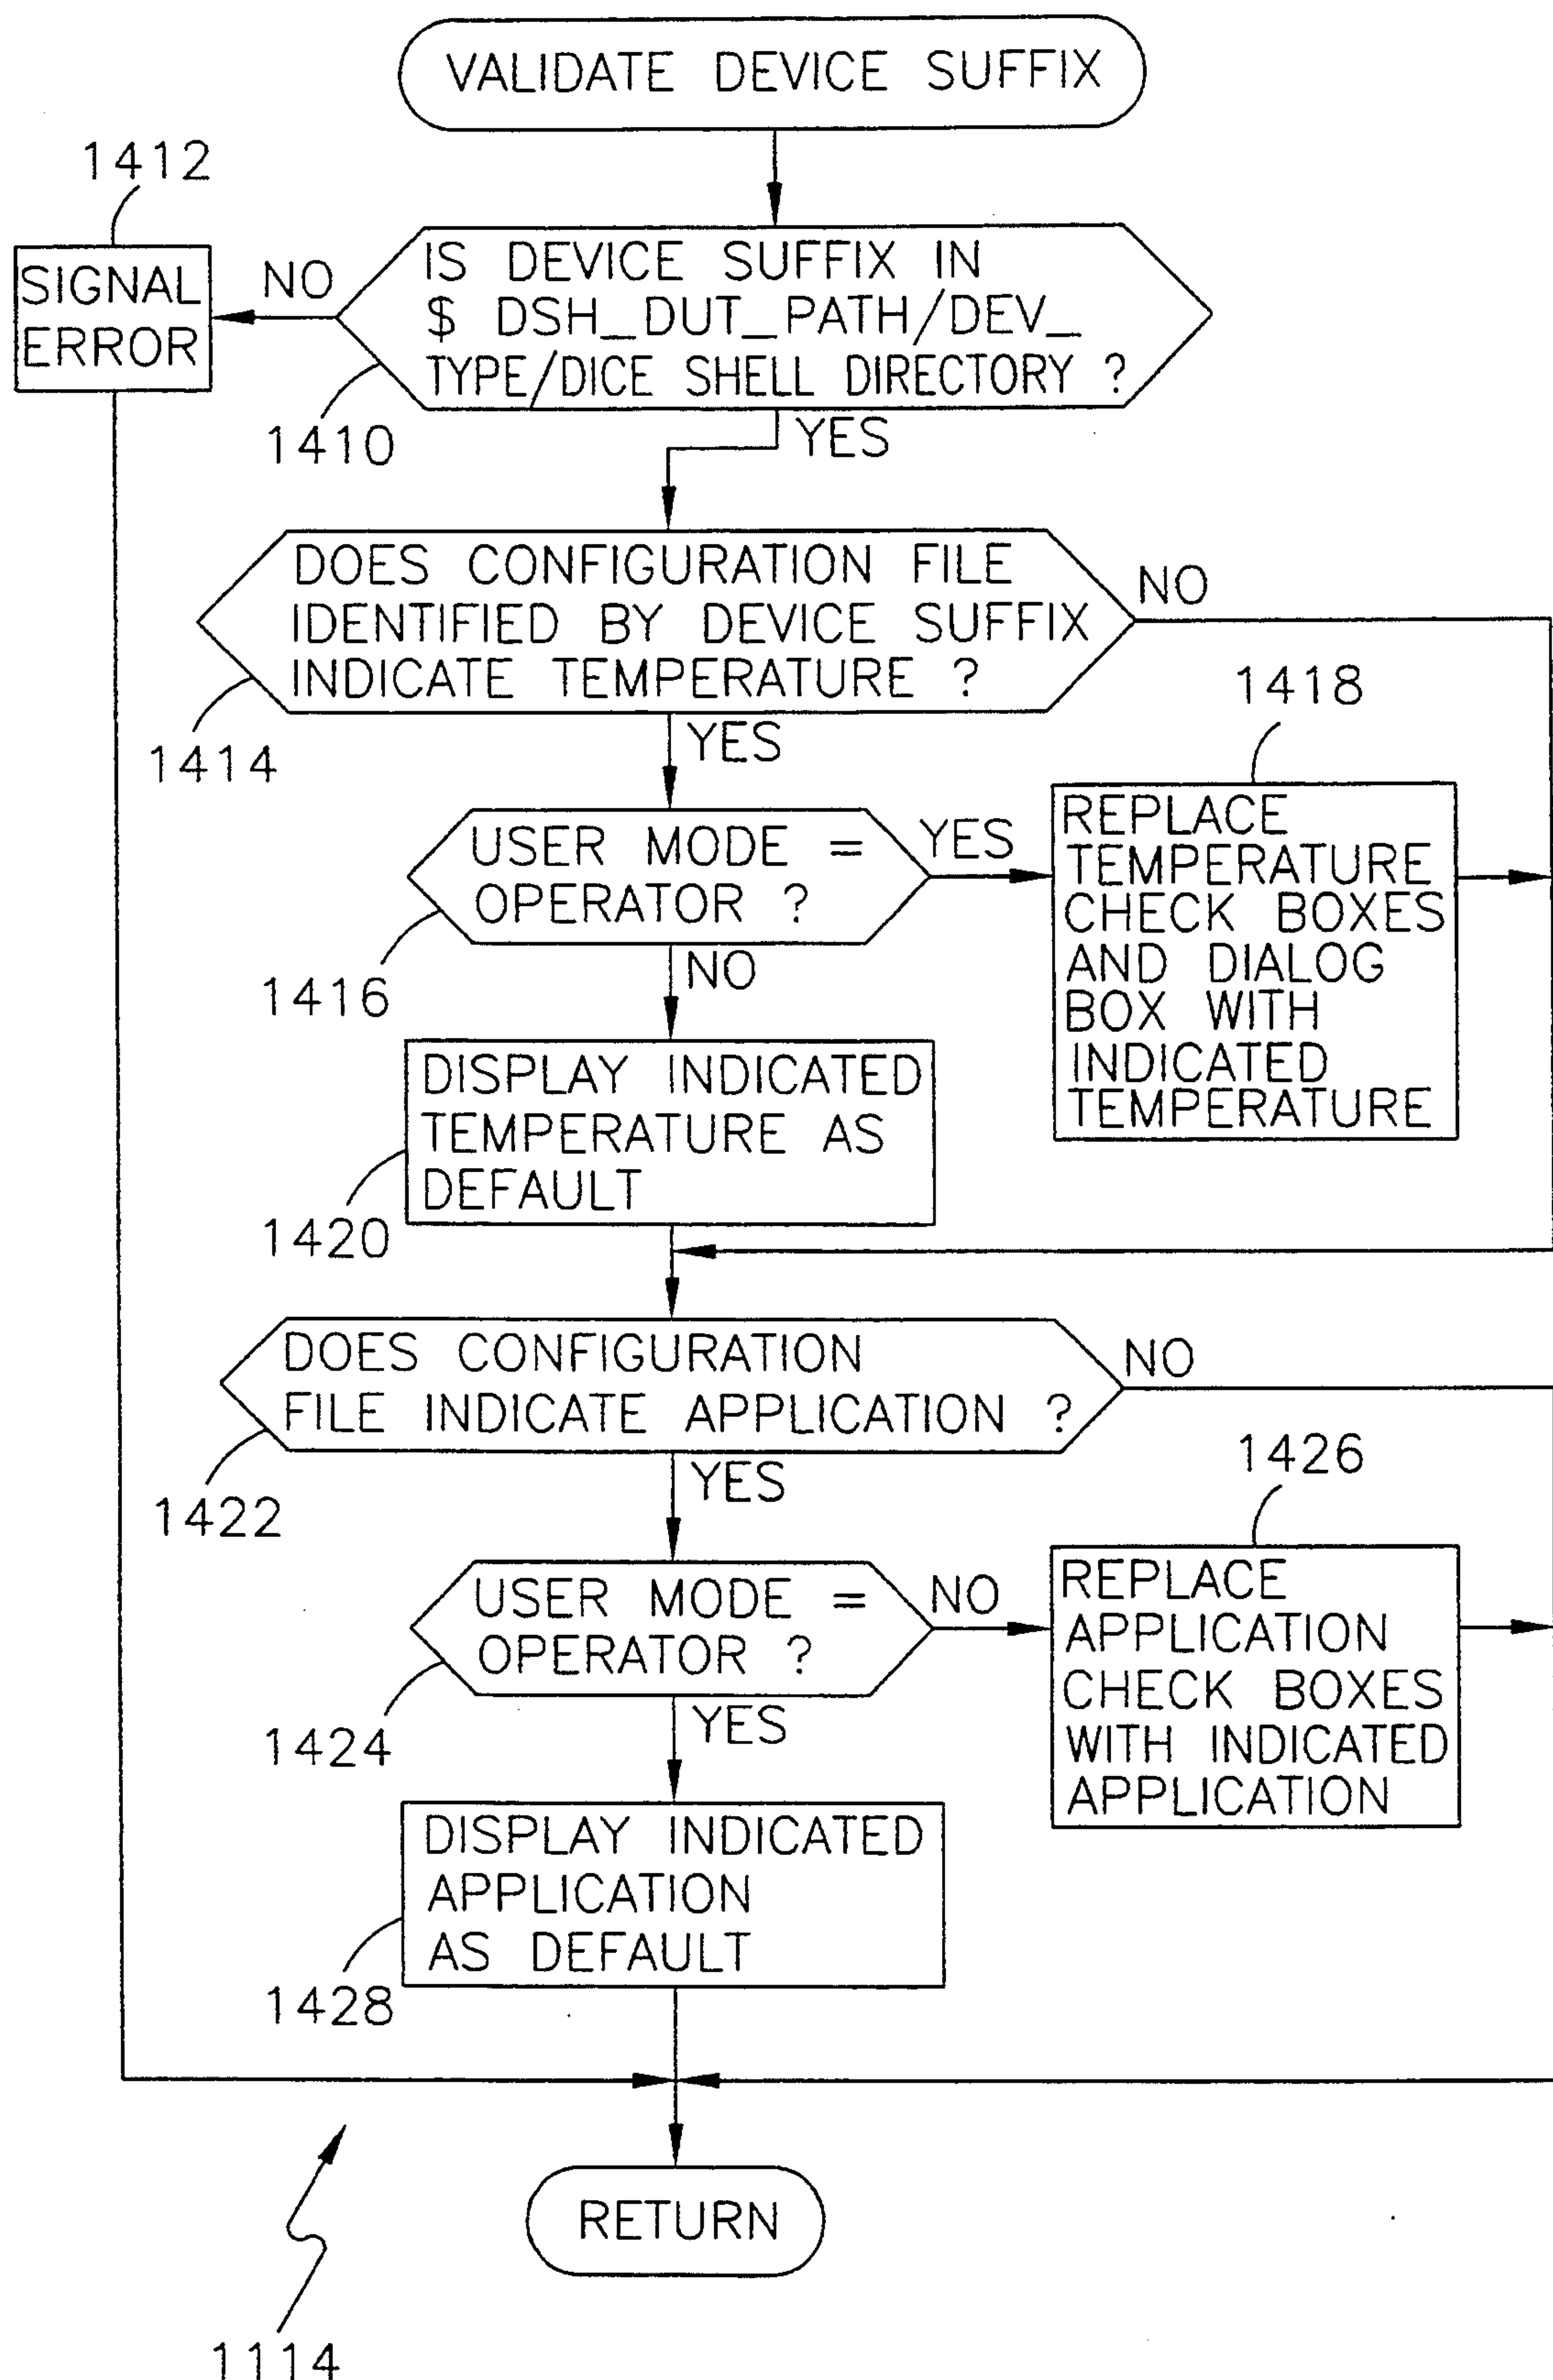 VALIDATE DEVICE SUFFIX
1412
SIGNAL
ERROR
NO
IS DEVICE SUFFIX IN
$ DSH_DUT_PATH/DEV_
TYPE/DICE SHELL DIRECTORY ?
1410
YES
DOES CONFIGURATION FILE
IDENTIFIED BY DEVICE SUFFIX
INDICATE TEMPERATURE ?
NO
1414
YES
1418
USER MODE =
OPERATOR ?
YES
REPLACE
TEMPERATURE
CHECK BOXES
AND DIALOG
BOX WITH
INDICATED
TEMPERATURE
1416
NO
DISPLAY INDICATED
TEMPERATURE AS
DEFAULT
1420
DOES CONFIGURATION
FILE INDICATE APPLICATION ?
NO
1422
YES
1426
USER MODE =
OPERATOR ?
NO
REPLACE
APPLICATION
CHECK BOXES
WITH INDICATED
APPLICATION
1424
YES
DISPLAY INDICATED
APPLICATION
AS DEFAULT
1428
RETURN
1114